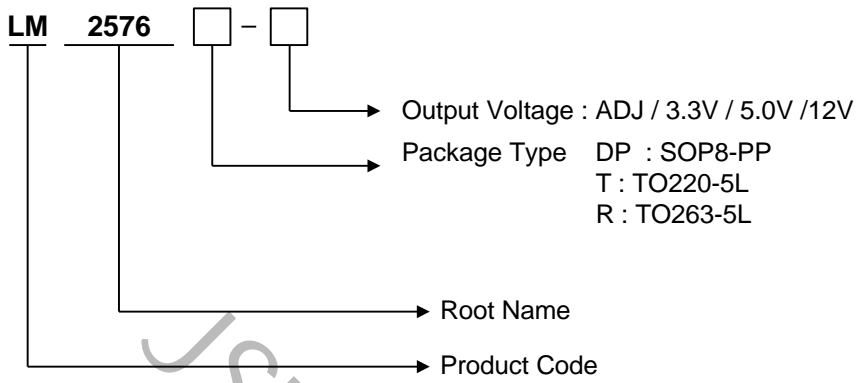 LM 2576 –
Output Voltage : ADJ / 3.3V / 5.0V /12V
Package Type DP : SOP8-PP
T : TO220-5L
R : TO263-5L
Root Name
Product Code